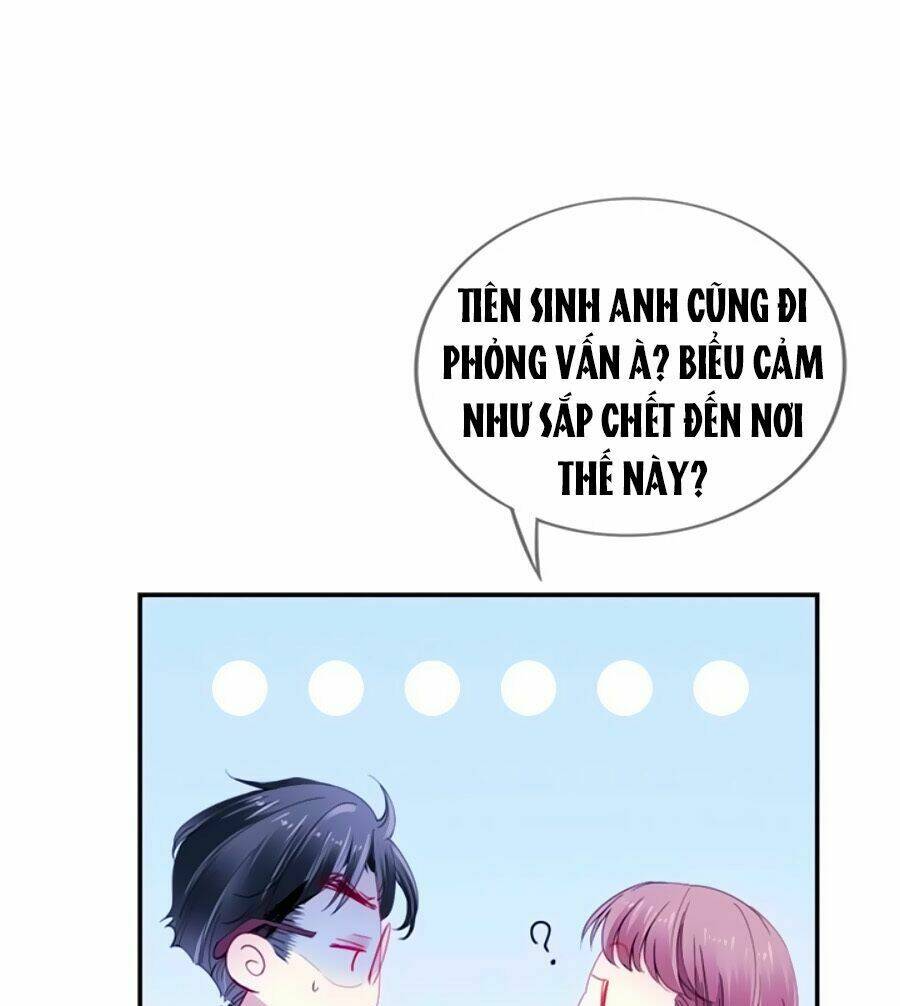 TIÊN SINH ANH CŨNG ĐI
PHỎNG VẤN À? BIỂU CẢM
NHƯ SẮP CHẾT ĐẾN NƠI
THẾ NÀY?
?